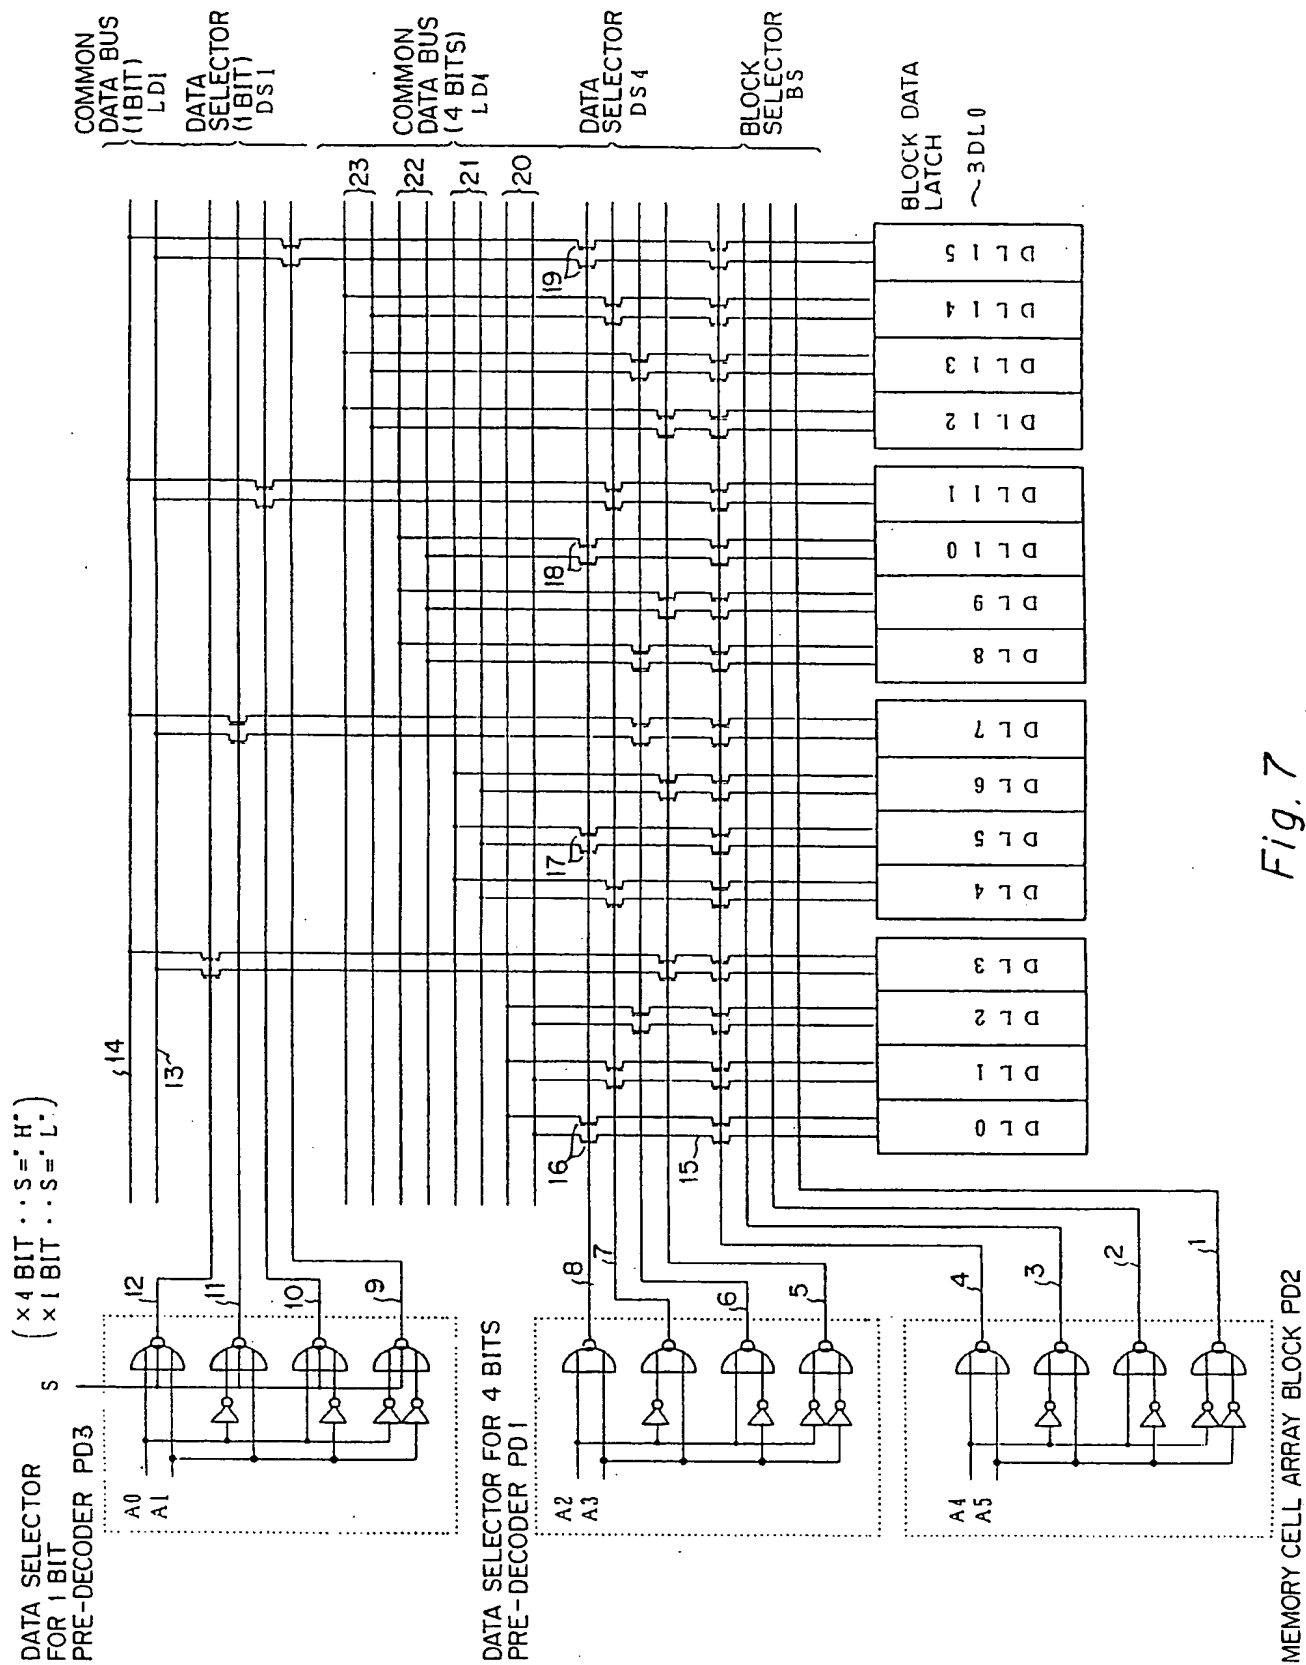 DATA SELECTOR
FOR 1 BIT
PRE-DECODER PD3
S
(×4 BIT··S="H"
×1 BIT··S="L")
A0
A1
12
11
10
9
14
13
COMMON
DATA BUS
(1BIT)
LD1
DATA
SELECTOR
(1BIT)
DS1
COMMON
DATA BUS
(4 BITS)
LD4
DATA
SELECTOR
DS4
BLOCK
SELECTOR
BS
23
22
21
20
DATA SELECTOR FOR 4 BITS
PRE-DECODER PD1
A2
A3
8
7
6
5
16
17
18
19
15
A4
A5
4
3
2
1
MEMORY CELL ARRAY BLOCK PD2
DL0
DL1
DL2
DL3
DL4
DL5
DL6
DL7
DL8
DL9
DL10
DL11
DL12
DL13
DL14
DL15
BLOCK DATA
LATCH
~3DL0
Fig. 7